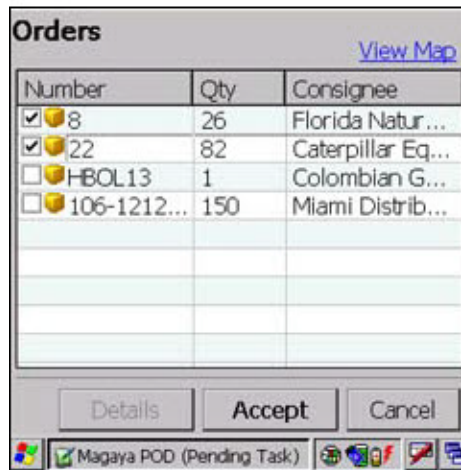 Orders
View Map
Number Qty Consignee
8 26 Florida Natur...
22 82 Caterpillar Eq...
HBOL13 1 Colombian G...
106-1212... 150 Miami Distrib...
Details Accept Cancel
Magaya POD (Pending Task)